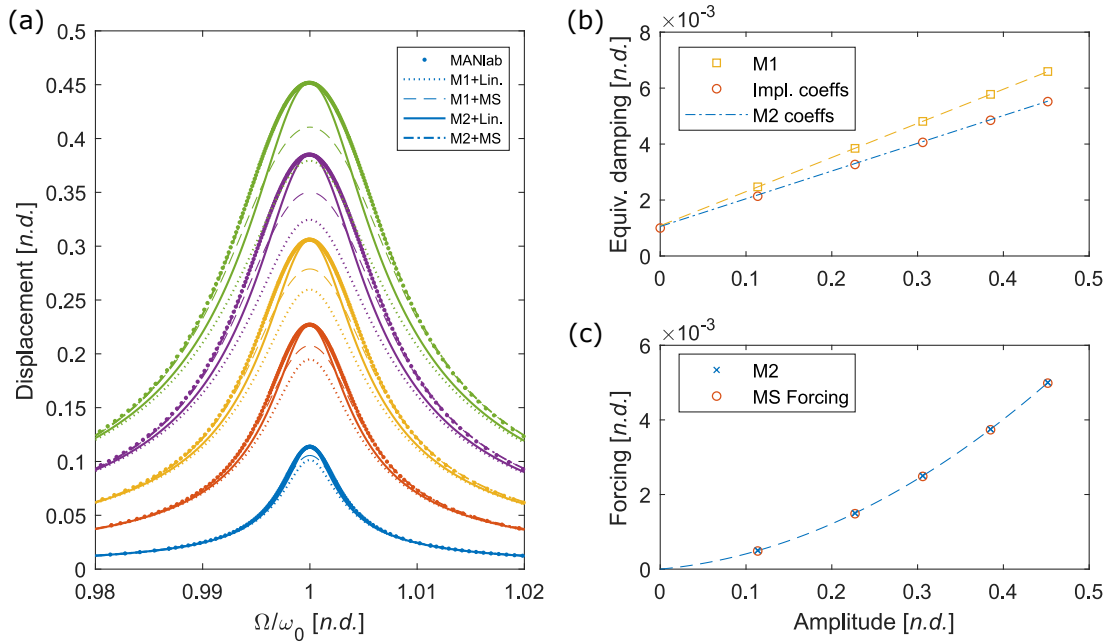 (a)
Displacement [n.d.]
0.5
0.45
0.4
0.35
0.3
0.25
0.2
0.15
0.1
0.05
0
0.98
0.99
1
1.01
1.02
Ω/ω0 [n.d.]
MANlab
M1+Lin.
M1+MS
M2+Lin.
M2+MS
(b)
×10-3
Equiv. damping [n.d.]
8
6
4
2
0
0
0.1
0.2
0.3
0.4
0.5
M1
Impl. coeffs
M2 coeffs
(c)
×10-3
Forcing [n.d.]
6
4
2
0
0
0.1
0.2
0.3
0.4
0.5
Amplitude [n.d.]
M2
MS Forcing